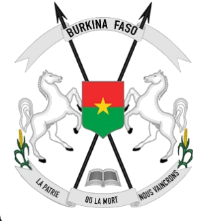 BURKINA FASO
LA PATRIE
OU LA MORT
NOUS VAINCRONS